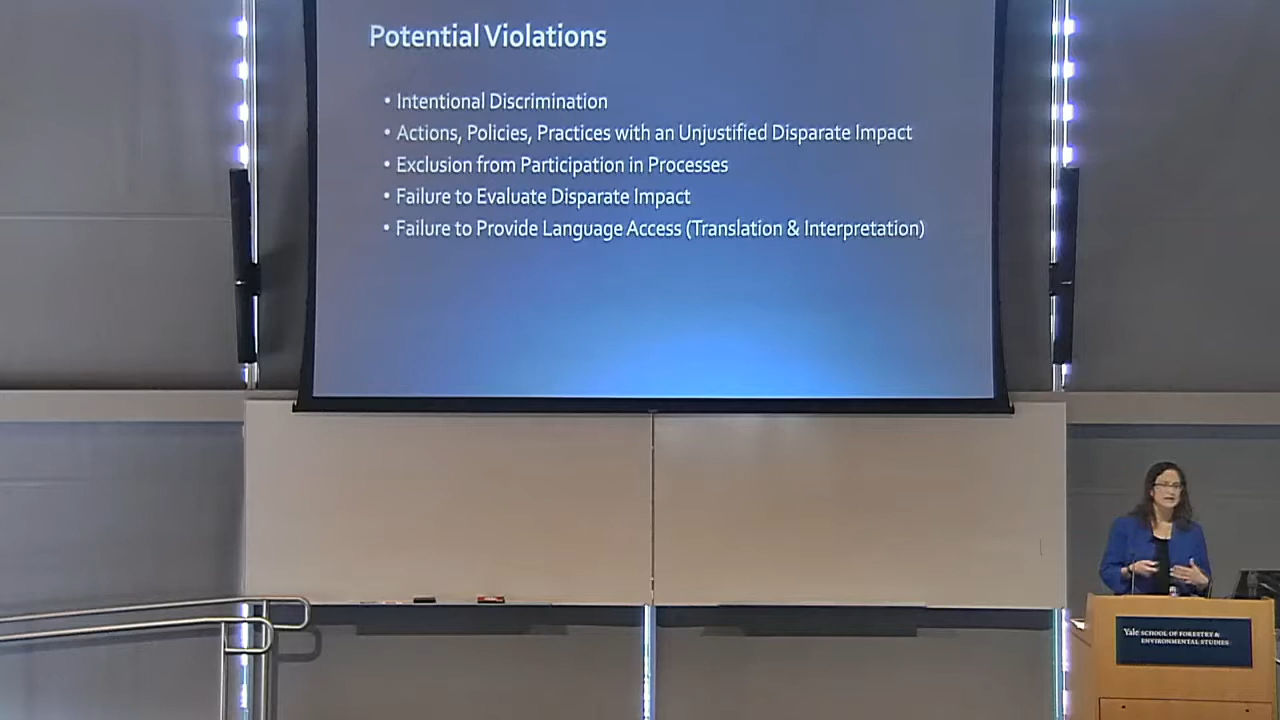 Potential Violations
• Intentional Discrimination
• Actions, Policies, Practices with an Unjustified Disparate Impact
• Exclusion from Participation in Processes
• Failure to Evaluate Disparate Impact
• Failure to Provide Language Access (Translation & Interpretation)
Yale SCHOOL OF FORESTRY &
ENVIRONMENTAL STUDIES